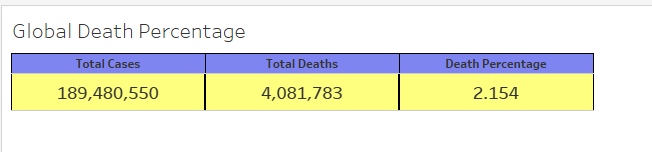 Global Death Percentage
Total Cases Total Deaths Death Percentage
189,480,550 4,081,783 2.154